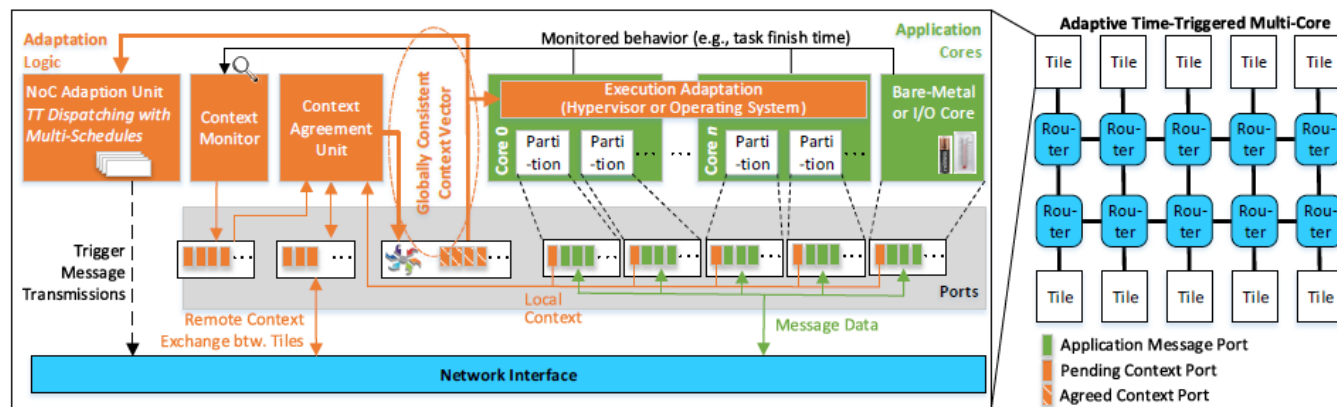 Adaptation
Logic
NoC Adaption Unit
TT Dispatching with
Multi-Schedules
Context
Monitor
Context
Agreement
Unit
Globally Consistent
Context Vector
Monitored behavior (e.g., task finish time)
Application
Cores
Execution Adaptation
(Hypervisor or Operating System)
Core 0
Parti
-tion
Parti
-tion
...
...
Core n
Parti
-tion
Parti
-tion
...
Bare-Metal
or I/O Core
Trigger
Message
Transmissions
...
...
...
...
...
...
...
...
Ports
Local
Context
Remote Context
Exchange btw. Tiles
Message Data
Network Interface
Adaptive Time-Triggered Multi-Core
Tile
Tile
Tile
Tile
Tile
Rou-
ter
Rou-
ter
Rou-
ter
Rou-
ter
Rou-
ter
Rou-
ter
Rou-
ter
Rou-
ter
Rou-
ter
Rou-
ter
Tile
Tile
Tile
Tile
Tile
Application Message Port
Pending Context Port
Agreed Context Port